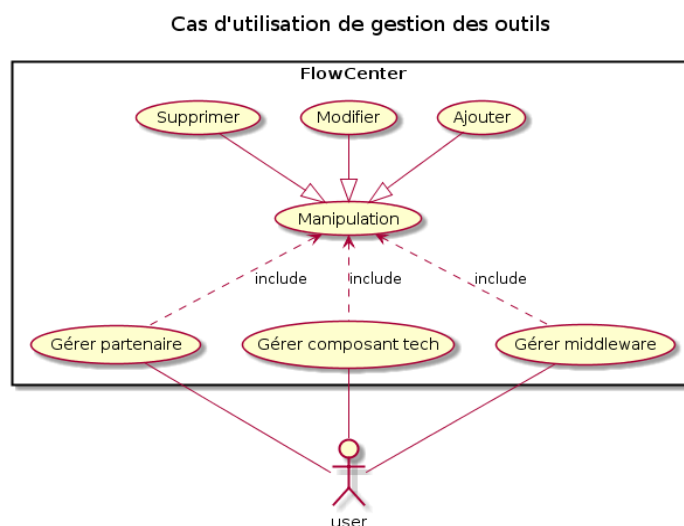 Cas d'utilisation de gestion des outils
FlowCenter
Supprimer
Modifier
Ajouter
Manipulation
include
include
include
Gérer partenaire
Gérer composant tech
Gérer middleware
user